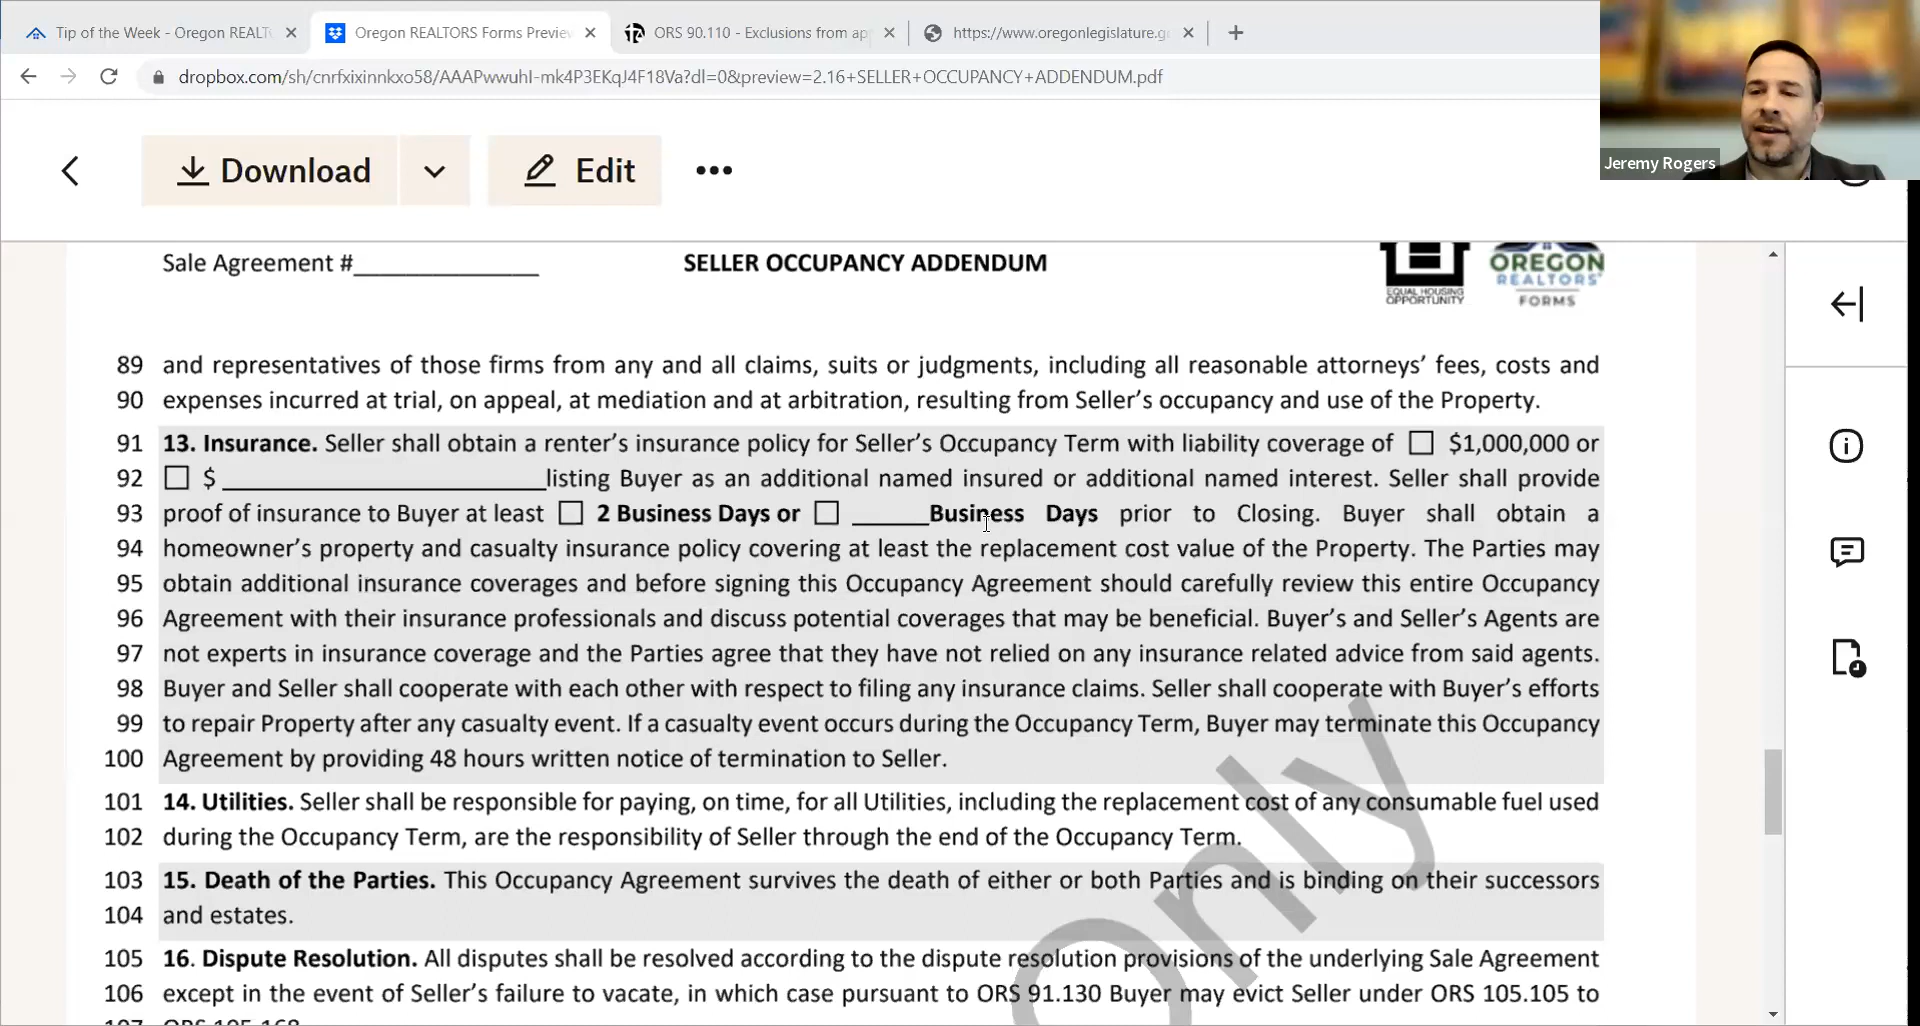 Tip of the Week - Oregon REALT
Oregon REALTORS Forms Preview
ORS 90.110 - Exclusions from ap
https://www.oregonlegislature.g
dropbox.com/sh/cnrfxixinnkxo58/AAAPwwuhI-mk4P3EKqJ4F18Va?dl=0&preview=2.16+SELLER+OCCUPANCY+ADDENDUM.pdf
Jeremy Rogers
Download
Edit
Sale Agreement #______________
SELLER OCCUPANCY ADDENDUM
EQUAL HOUSING
OPPORTUNITY
OREGON
REALTORS®
FORMS
89 and representatives of those firms from any and all claims, suits or judgments, including all reasonable attorneys’ fees, costs and
90 expenses incurred at trial, on appeal, at mediation and at arbitration, resulting from Seller’s occupancy and use of the Property.
91 13. Insurance. Seller shall obtain a renter’s insurance policy for Seller’s Occupancy Term with liability coverage of ☐ $1,000,000 or
92 ☐ $ ________________________listing Buyer as an additional named insured or additional named interest. Seller shall provide
93 proof of insurance to Buyer at least ☐ 2 Business Days or ☐ ______Business Days prior to Closing. Buyer shall obtain a
94 homeowner’s property and casualty insurance policy covering at least the replacement cost value of the Property. The Parties may
95 obtain additional insurance coverages and before signing this Occupancy Agreement should carefully review this entire Occupancy
96 Agreement with their insurance professionals and discuss potential coverages that may be beneficial. Buyer’s and Seller’s Agents are
97 not experts in insurance coverage and the Parties agree that they have not relied on any insurance related advice from said agents.
98 Buyer and Seller shall cooperate with each other with respect to filing any insurance claims. Seller shall cooperate with Buyer’s efforts
99 to repair Property after any casualty event. If a casualty event occurs during the Occupancy Term, Buyer may terminate this Occupancy
100 Agreement by providing 48 hours written notice of termination to Seller.
101 14. Utilities. Seller shall be responsible for paying, on time, for all Utilities, including the replacement cost of any consumable fuel used
102 during the Occupancy Term, are the responsibility of Seller through the end of the Occupancy Term.
103 15. Death of the Parties. This Occupancy Agreement survives the death of either or both Parties and is binding on their successors
104 and estates.
105 16. Dispute Resolution. All disputes shall be resolved according to the dispute resolution provisions of the underlying Sale Agreement
106 except in the event of Seller’s failure to vacate, in which case pursuant to ORS 91.130 Buyer may evict Seller under ORS 105.105 to
107 ORS 105.168
Only